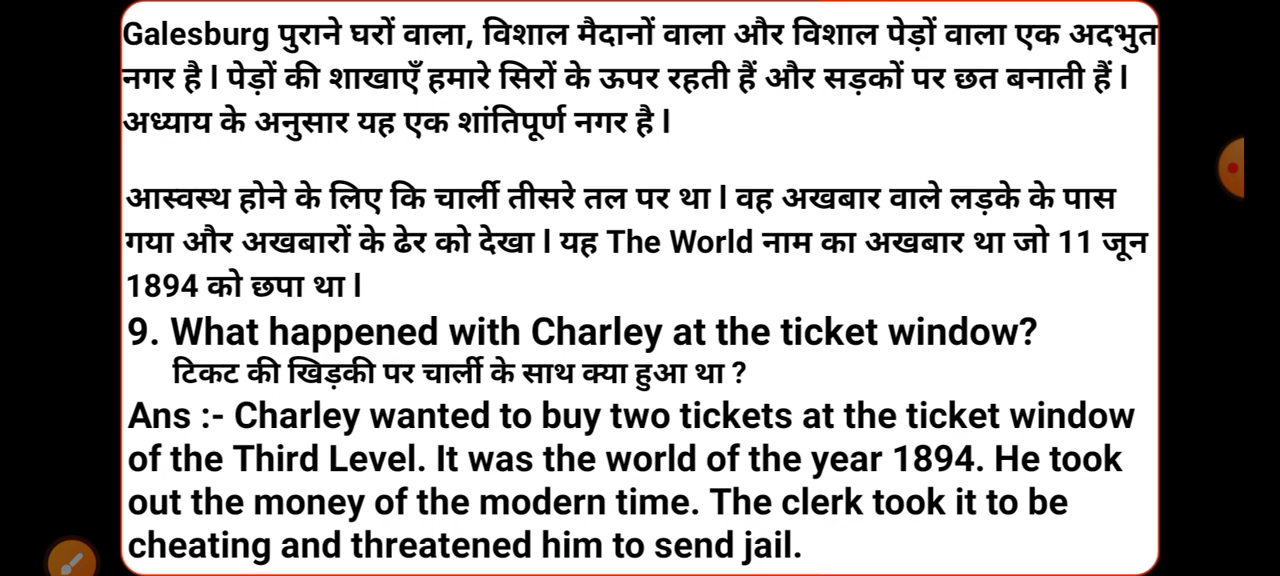 Galesburg पुराने घरों वाला, विशाल मैदानों वाला और विशाल पेड़ों वाला एक अदभुत
नगर है l पेड़ों की शाखाएँ हमारे सिरों के ऊपर रहती हैं और सड़कों पर छत बनाती हैं l
अध्याय के अनुसार यह एक शांतिपूर्ण नगर है l
आस्वस्थ होने के लिए कि चार्ली तीसरे तल पर था l वह अखबार वाले लड़के के पास
गया और अखबारों के ढेर को देखा l यह The World नाम का अखबार था जो 11 जून
1894 को छपा था l
9. What happened with Charley at the ticket window?
टिकट की खिड़की पर चार्ली के साथ क्या हुआ था ?
Ans :- Charley wanted to buy two tickets at the ticket window
of the Third Level. It was the world of the year 1894. He took
out the money of the modern time. The clerk took it to be
cheating and threatened him to send jail.